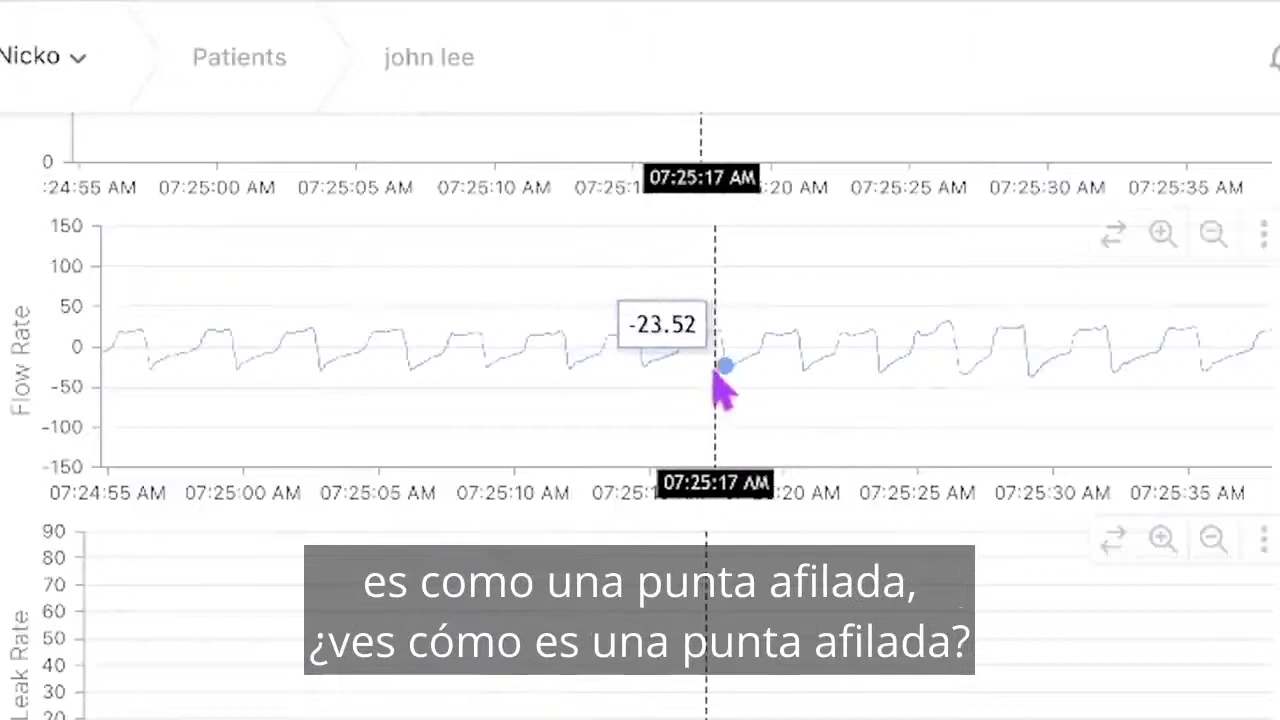 Nicko
Patients
john lee
0
:24:55 AM 07:25:00 AM 07:25:05 AM 07:25:10 AM 07:25:1 07:25:17 AM :20 AM 07:25:25 AM 07:25:30 AM 07:25:35 AM
150
100
50
0
-50
-100
-150
Flow Rate
-23.52
07:24:55 AM 07:25:00 AM 07:25:05 AM 07:25:10 AM 07:25:1 07:25:17 AM :20 AM 07:25:25 AM 07:25:30 AM 07:25:35 AM
90
80
70
60
50
40
30
20
Leak Rate
es como una punta afilada,
¿ves cómo es una punta afilada?